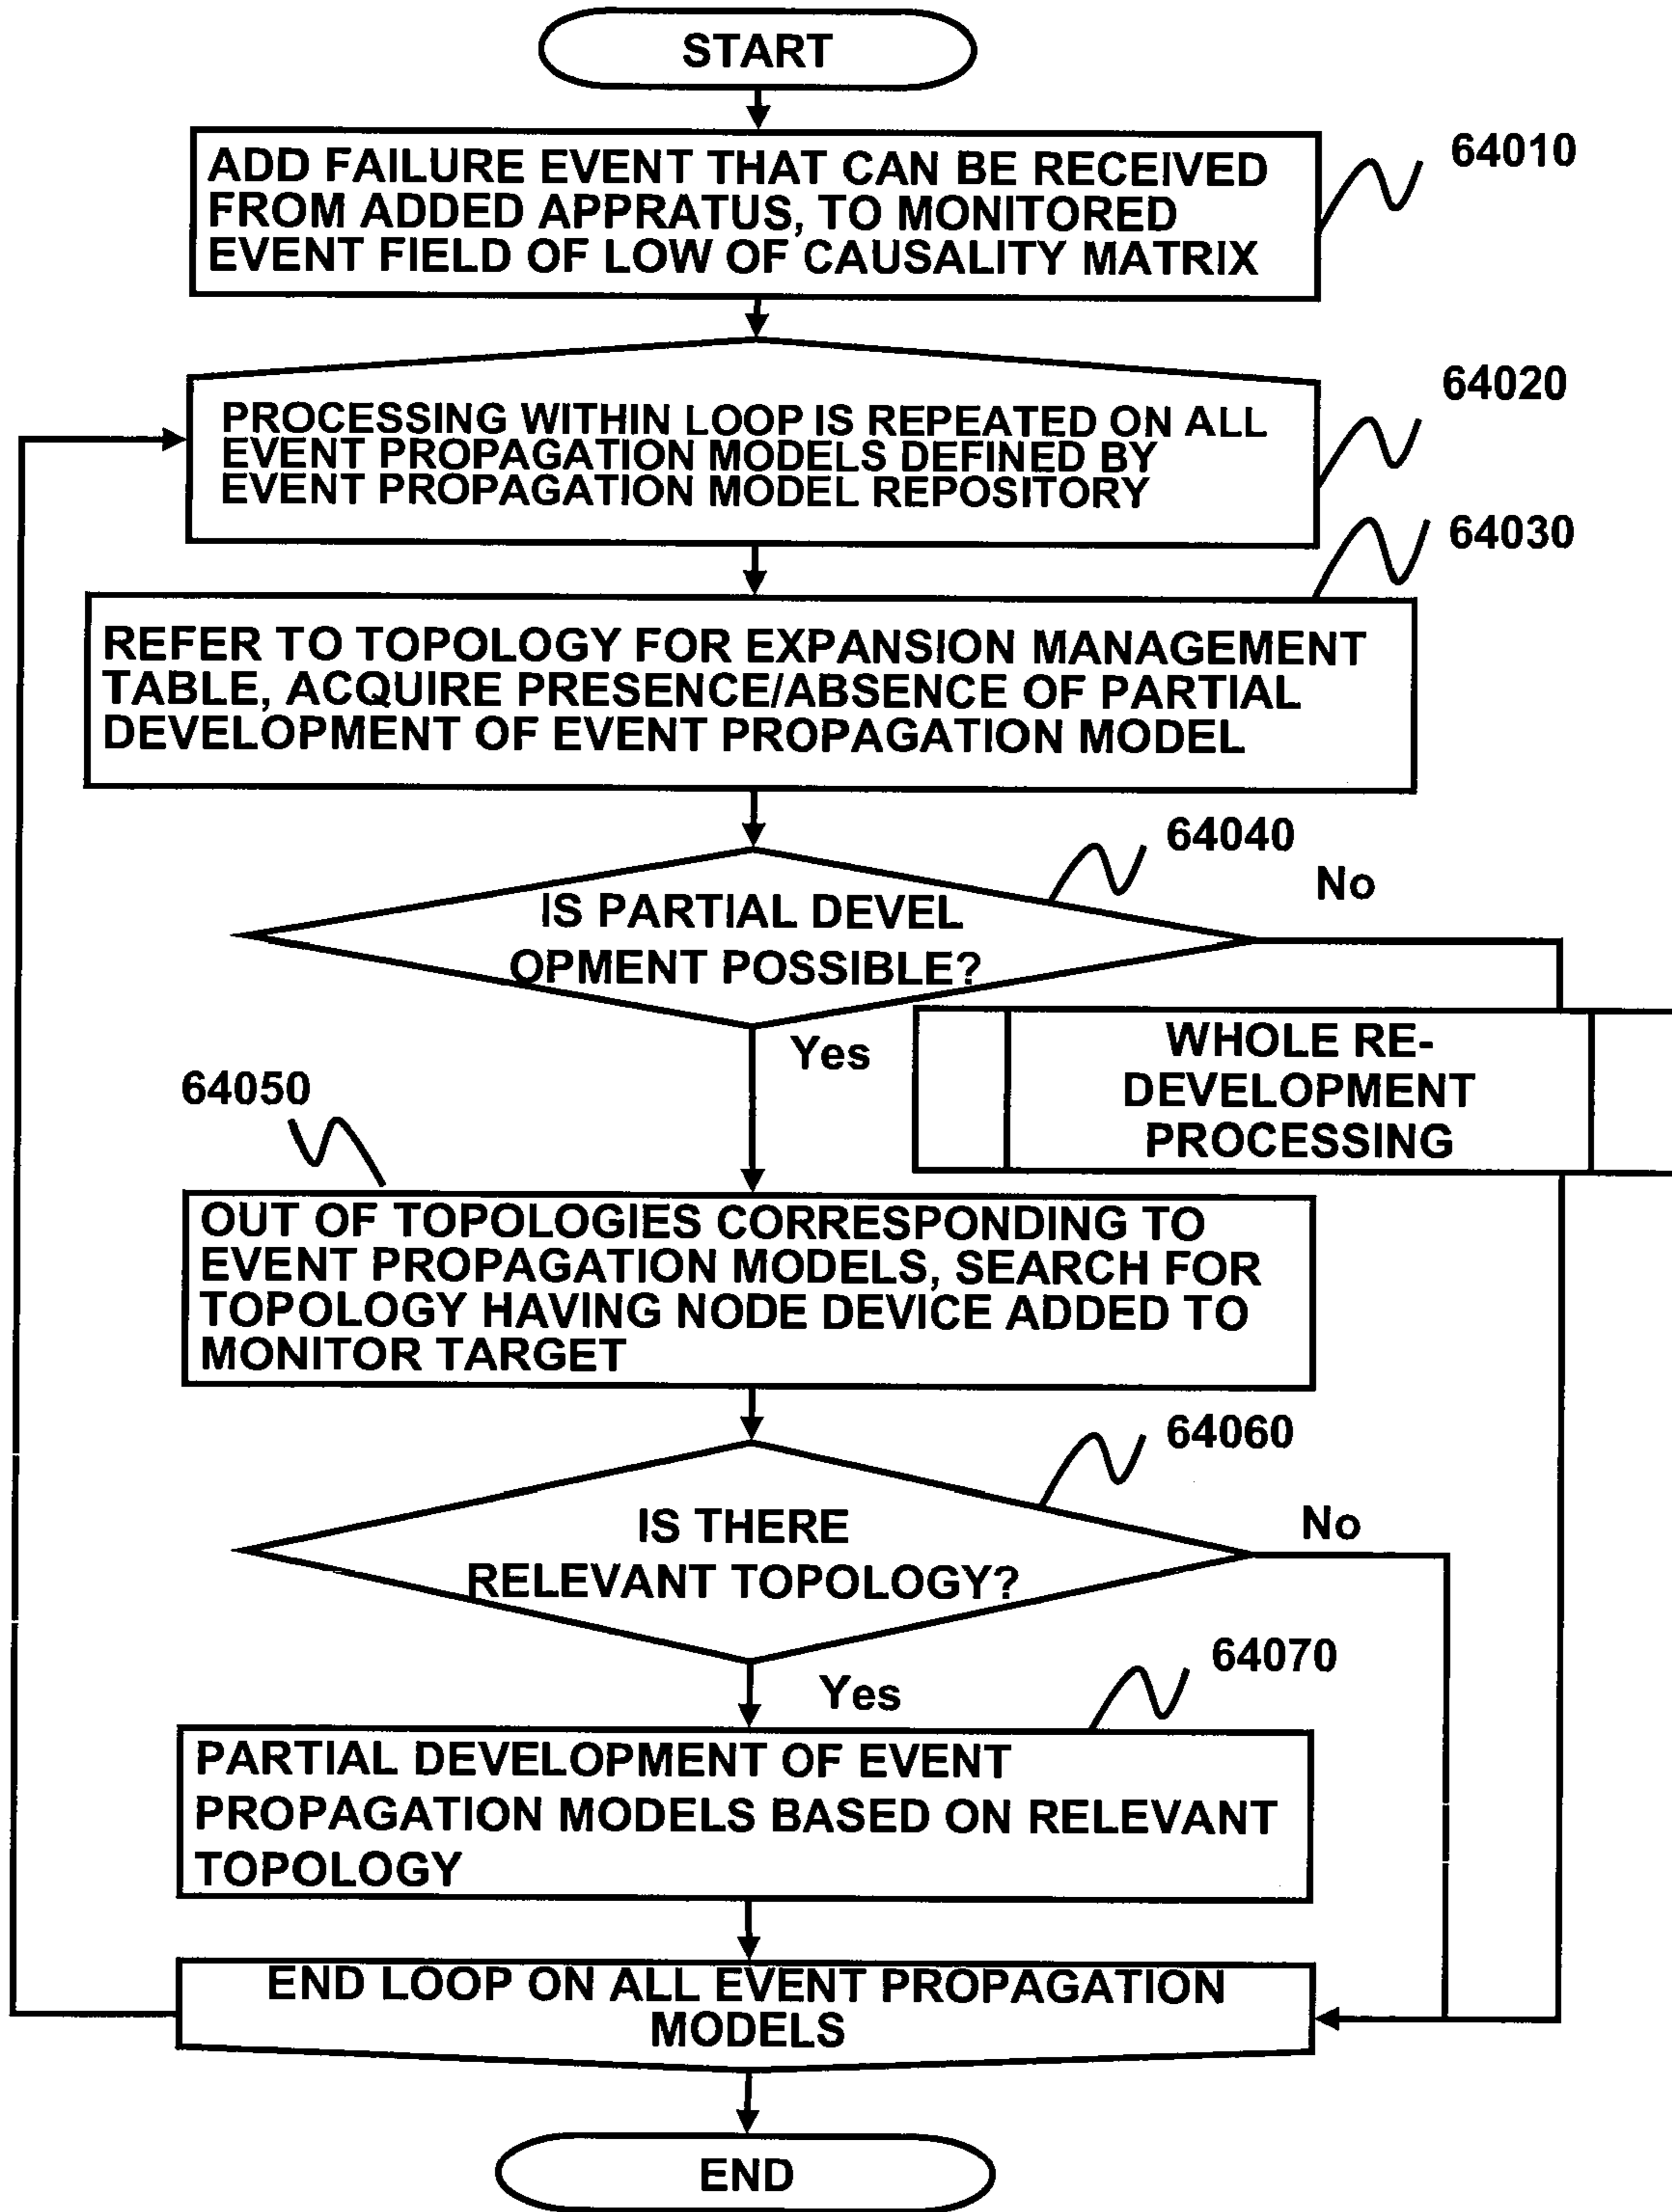 START
ADD FAILURE EVENT THAT CAN BE RECEIVED
FROM ADDED APPRATUS, TO MONITORED
EVENT FIELD OF LOW OF CAUSALITY MATRIX
64010
PROCESSING WITHIN LOOP IS REPEATED ON ALL
EVENT PROPAGATION MODELS DEFINED BY
EVENT PROPAGATION MODEL REPOSITORY
64020
64030
REFER TO TOPOLOGY FOR EXPANSION MANAGEMENT
TABLE, ACQUIRE PRESENCE/ABSENCE OF PARTIAL
DEVELOPMENT OF EVENT PROPAGATION MODEL
64040
No
IS PARTIAL DEVEL
OPMENT POSSIBLE?
Yes
WHOLE RE-
DEVELOPMENT
PROCESSING
64050
OUT OF TOPOLOGIES CORRESPONDING TO
EVENT PROPAGATION MODELS, SEARCH FOR
TOPOLOGY HAVING NODE DEVICE ADDED TO
MONITOR TARGET
64060
No
IS THERE
RELEVANT TOPOLOGY?
Yes
64070
PARTIAL DEVELOPMENT OF EVENT
PROPAGATION MODELS BASED ON RELEVANT
TOPOLOGY
END LOOP ON ALL EVENT PROPAGATION
MODELS
END